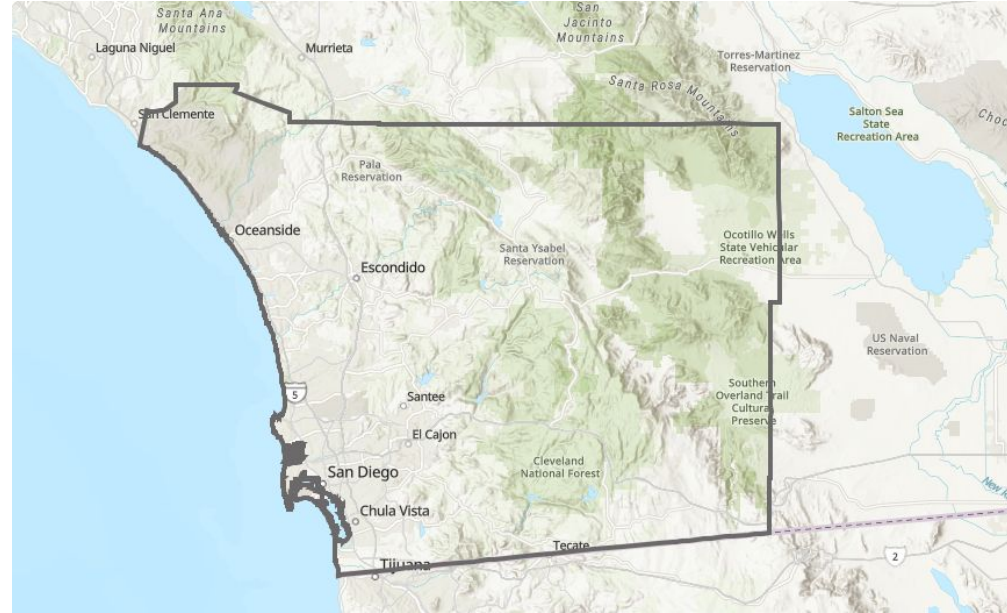 Santa Ana
Mountains
San
Jacinto
Mountains
Laguna Niguel
Murrieta
Torres-Martinez
Reservation
Santa Rosa Mountains
San Clemente
Salton Sea
State
Recreation Area
Pala
Reservation
Oceanside
Santa Ysabel
Reservation
Ocotillo Wells
State Vehicular
Recreation Area
Escondido
US Naval
Reservation
5
Santee
Southern
Overland Trail
Cultural
Preserve
El Cajon
San Diego
Cleveland
National Forest
Chula Vista
Tecate
Tijuana
2